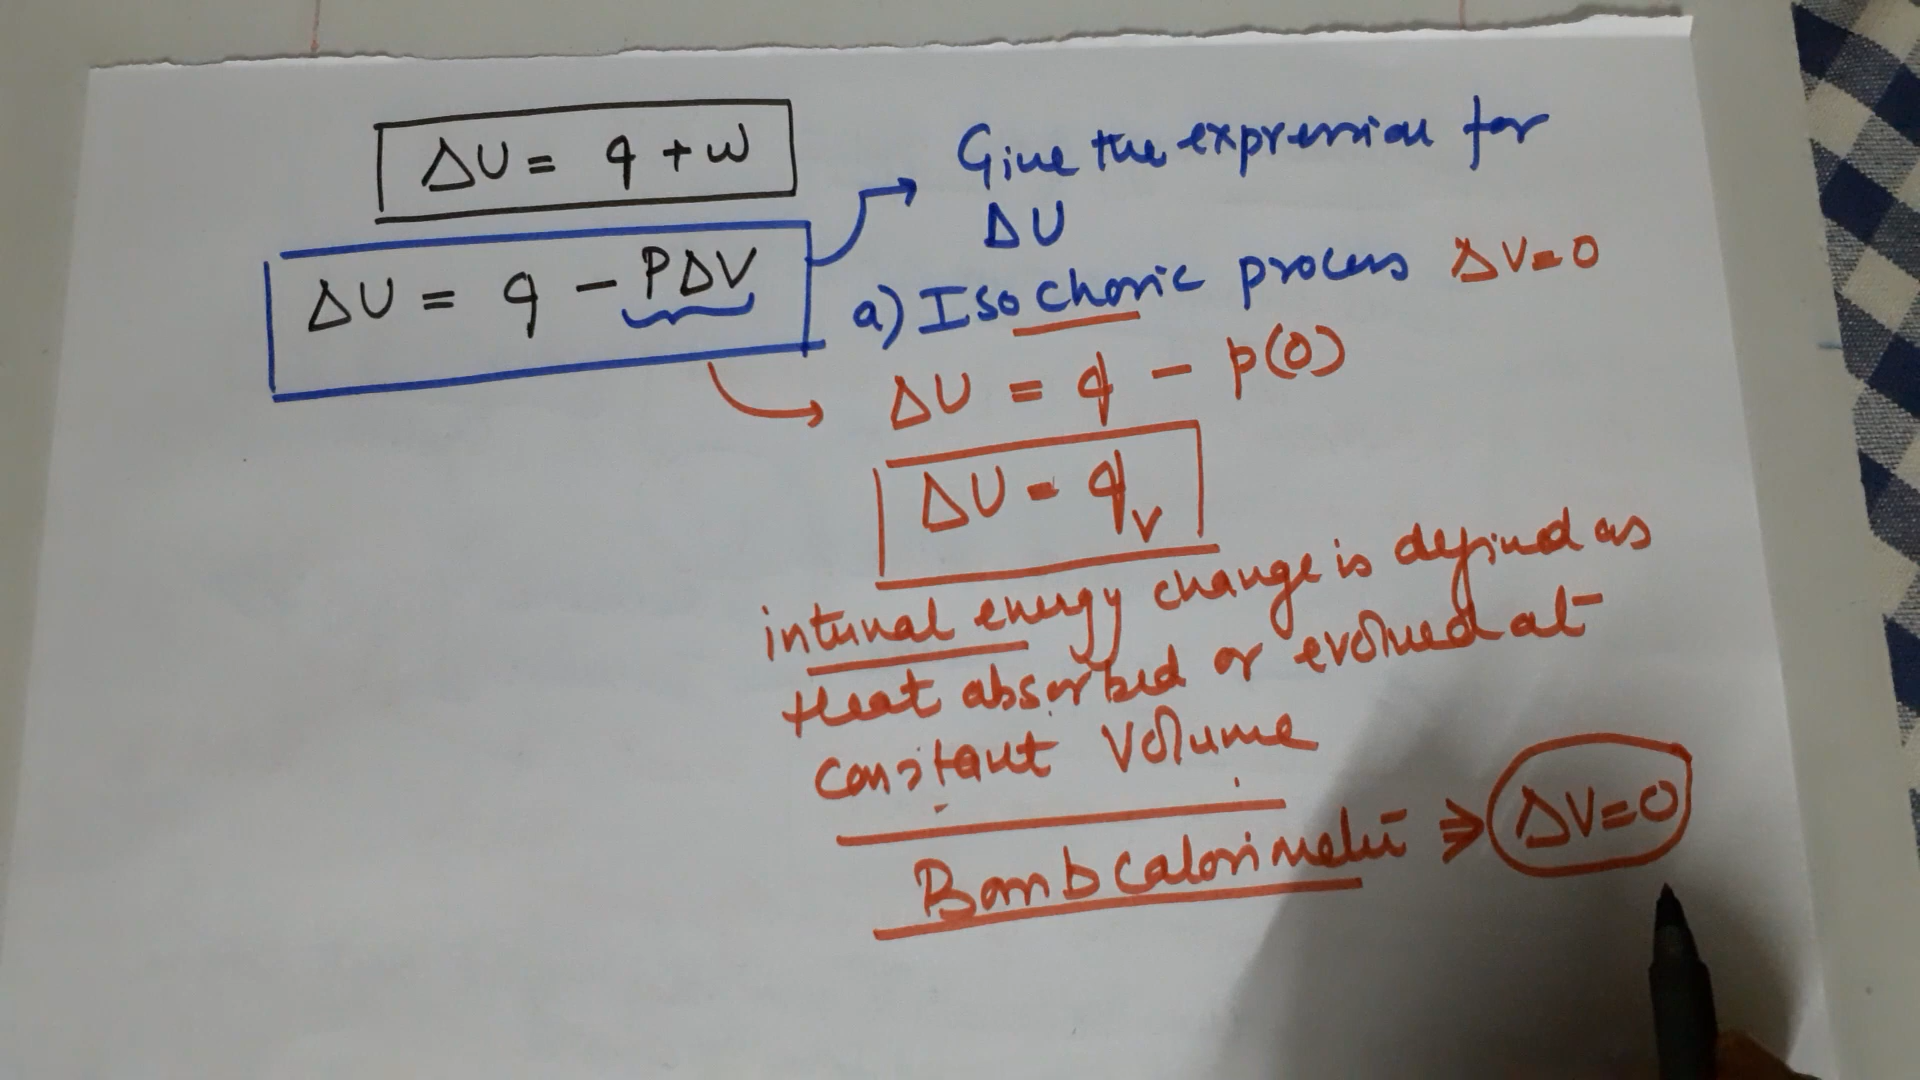 ΔU = q + w
ΔU = q - PΔV
Give the expression for
ΔU
a) Isochoric process ΔV=0
ΔU = q - p(0)
ΔU = qv
internal energy change is defined as
Heat absorbed or evolved at
constant volume
Bomb calorimeter ⇒ ΔV=0